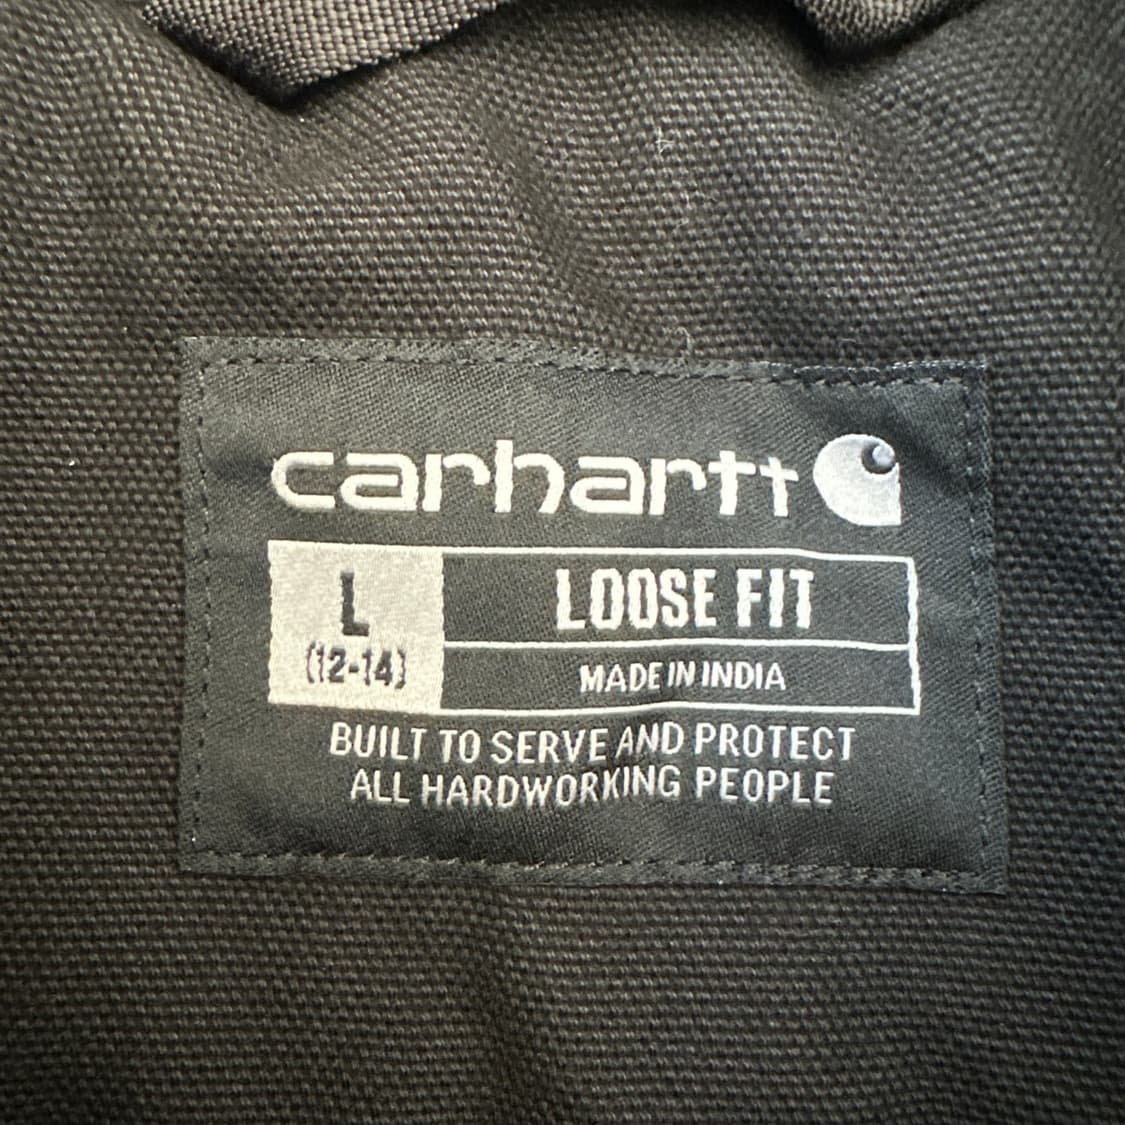 carhartt
L
(12-14)
LOOSE FIT
MADE IN INDIA
BUILT TO SERVE AND PROTECT
ALL HARDWORKING PEOPLE